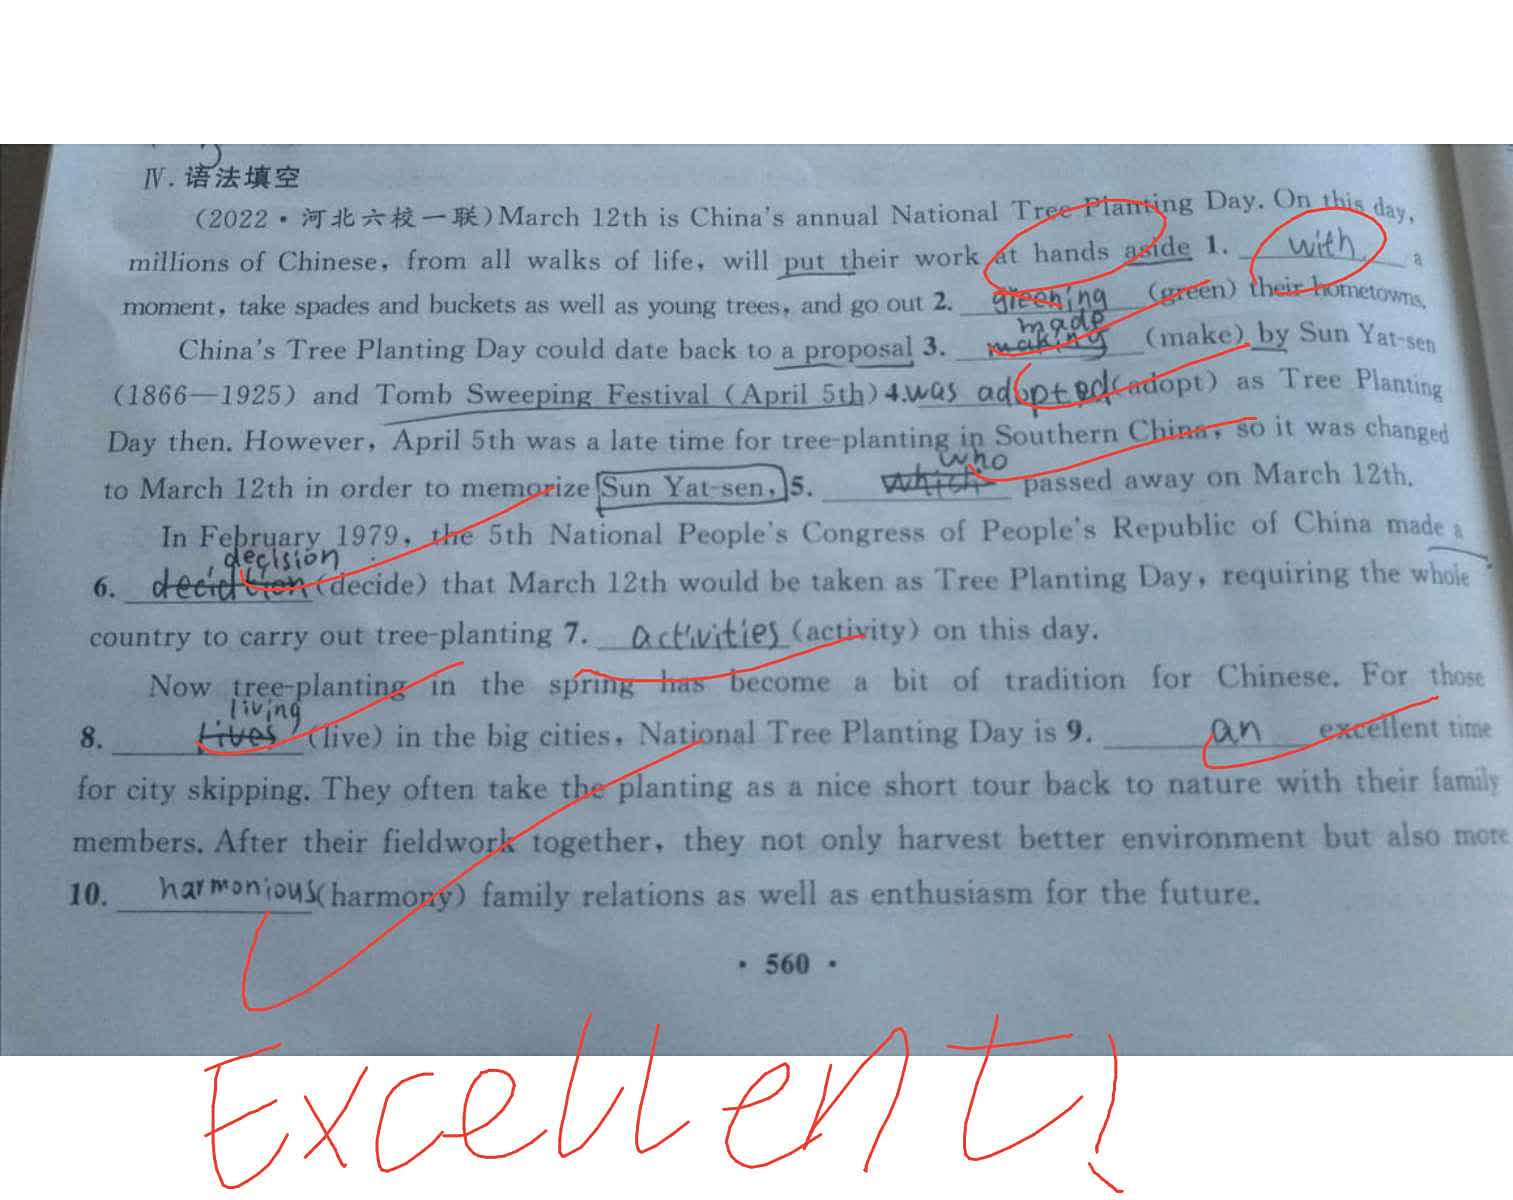 Ⅳ. 语法填空
(2022·河北六校一联)March 12th is China's annual National Tree Planting Day. On this day,
millions of Chinese, from all walks of life, will put their work at hands aside 1. with a
moment, take spades and buckets as well as young trees, and go out 2. greening (green) their hometowns.
made
China's Tree Planting Day could date back to a proposal 3. making (make) by Sun Yat-sen
(1866—1925) and Tomb Sweeping Festival (April 5th) 4. was adopted (adopt) as Tree Planting
Day then. However, April 5th was a late time for tree-planting in Southern China, so it was changed
who
to March 12th in order to memorize Sun Yat-sen, 5. which passed away on March 12th.
In February 1979, the 5th National People's Congress of People's Republic of China made a
decision
6. (decide) that March 12th would be taken as Tree Planting Day, requiring the whole
country to carry out tree-planting 7. activities (activity) on this day.
Now tree-planting in the spring has become a bit of tradition for Chinese. For those
living
8. lives (live) in the big cities, National Tree Planting Day is 9. an excellent time
for city skipping. They often take the planting as a nice short tour back to nature with their family
members. After their fieldwork together, they not only harvest better environment but also more
10. harmonious (harmony) family relations as well as enthusiasm for the future.
· 560 ·
Excellent!